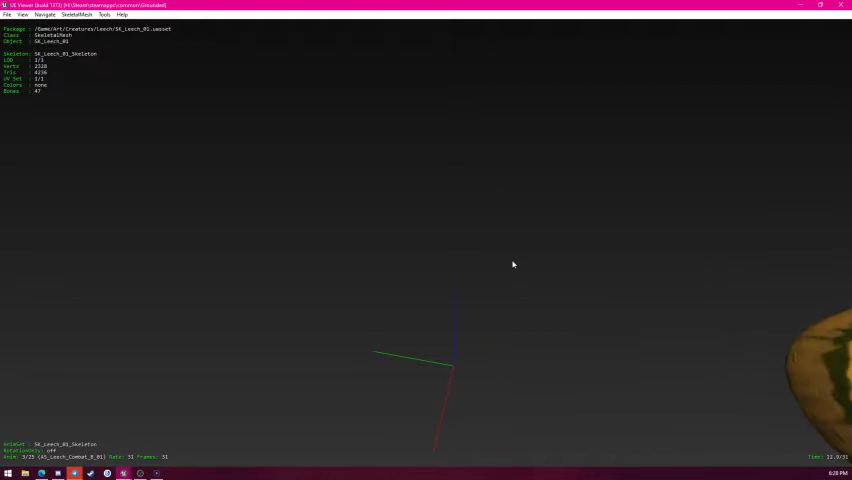 UE Viewer (build 1373) [H:\Steam\steamapps\common\Grounded]
File View Navigate SkeletalMesh Tools Help
Package : /Game/Art/Creatures/Leech/SK_Leech_01.uasset
Class : SkeletalMesh
Object : SK_Leech_01
Skeleton: SK_Leech_01_Skeleton
LOD : 1/1
Verts : 2328
Tris : 4236
UV Set : 1/1
Colors : none
Bones : 47
AnimSet : SK_Leech_01_Skeleton
RotationOnly: off
Anim: 3/25 (AS_Leech_Combat_B_01) Rate: 31 Frames: 31
Time: 12.9/31
6:28 PM